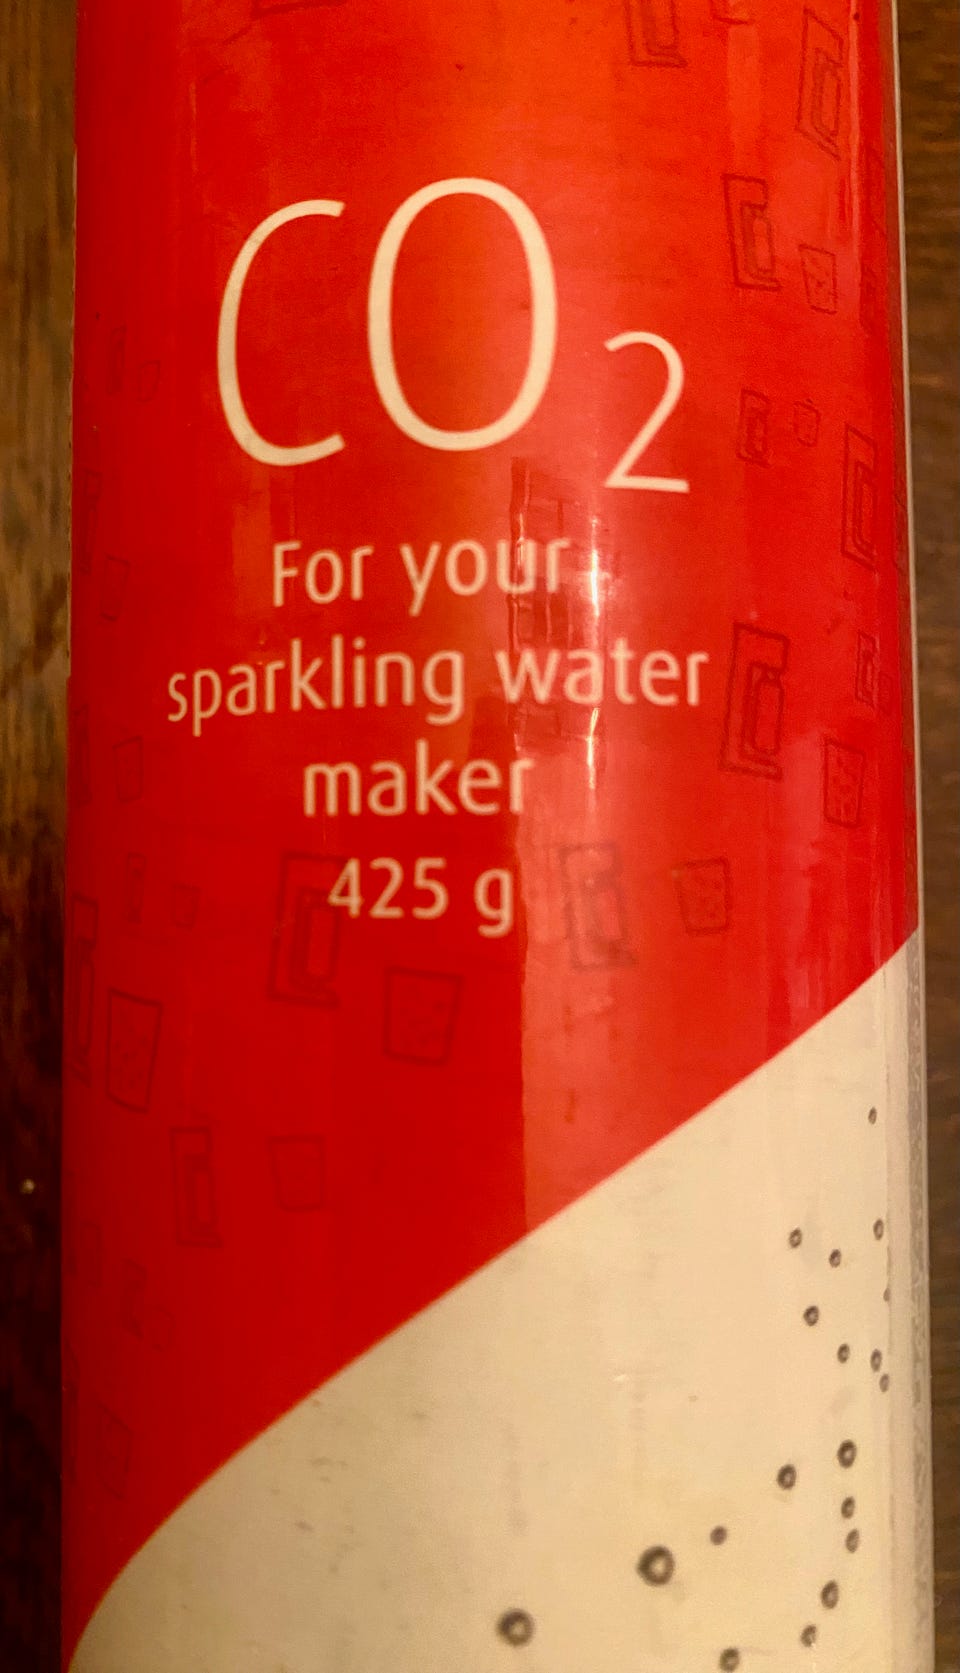 CO₂
For your
sparkling water
maker
425 g